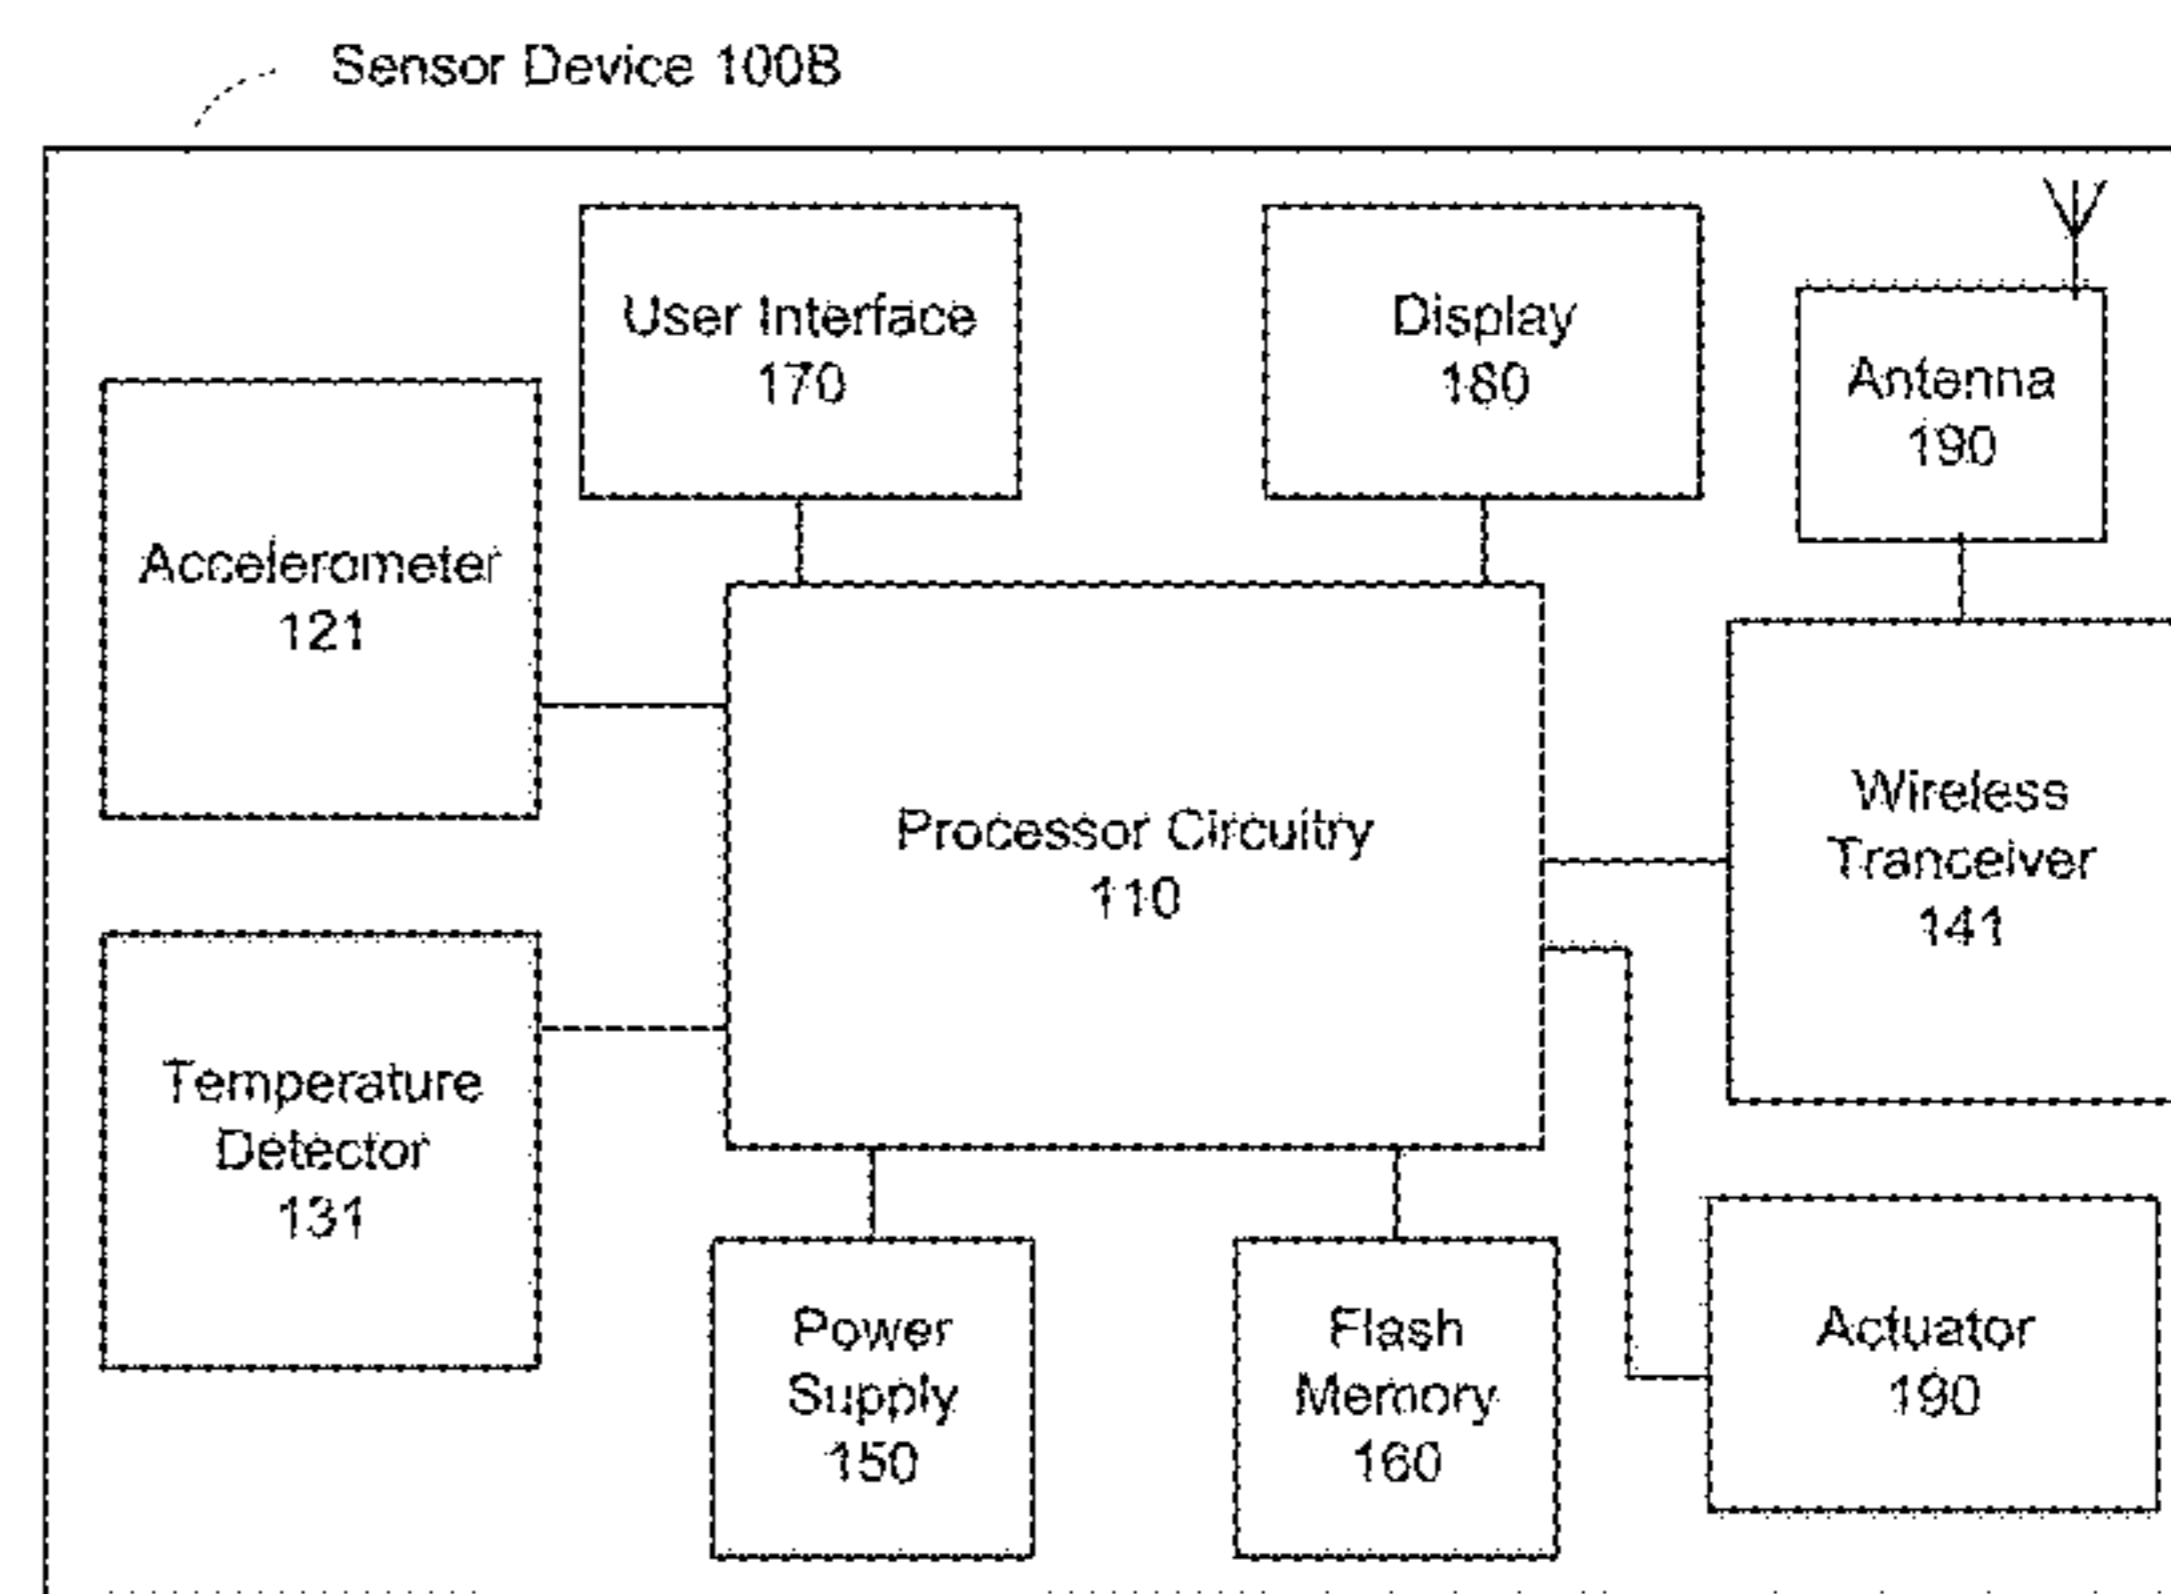 Sensor Device 100B
User Interface
170
Display
180
Antenna
190
Accelerometer
121
Processor Circuitry
110
Wireless
Tranceiver
141
Temperature
Detector
131
Power
Supply
150
Flash
Memory
160
Actuator
190